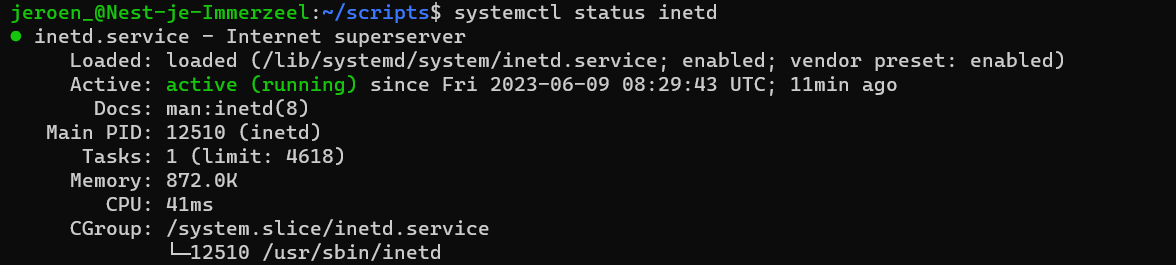 jeroen_@Nest-je-Immerzeel:~/scripts$ systemctl status inetd
● inetd.service - Internet superserver
     Loaded: loaded (/lib/systemd/system/inetd.service; enabled; vendor preset: enabled)
     Active: active (running) since Fri 2023-06-09 08:29:43 UTC; 11min ago
       Docs: man:inetd(8)
   Main PID: 12510 (inetd)
      Tasks: 1 (limit: 4618)
     Memory: 872.0K
        CPU: 41ms
     CGroup: /system.slice/inetd.service
             └─12510 /usr/sbin/inetd